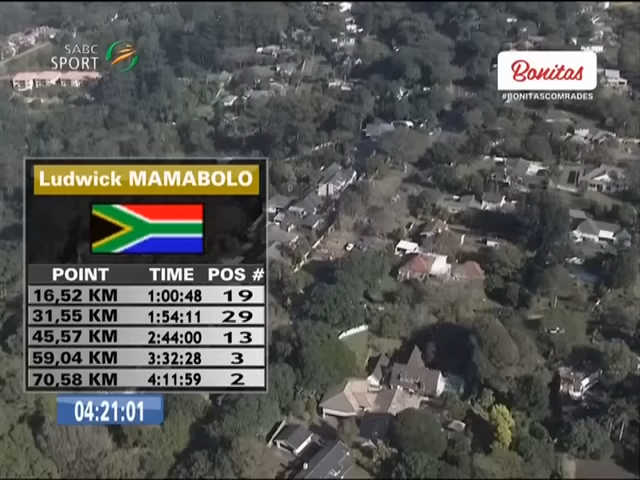 SABC
SPORT
Bonitas
#BONITASCOMRADES
Ludwick MAMABOLO
POINT TIME POS #
16,52 KM 1:00:48 19
31,55 KM 1:54:11 29
45,57 KM 2:44:00 13
59,04 KM 3:32:28 3
70,58 KM 4:11:59 2
04:21:01